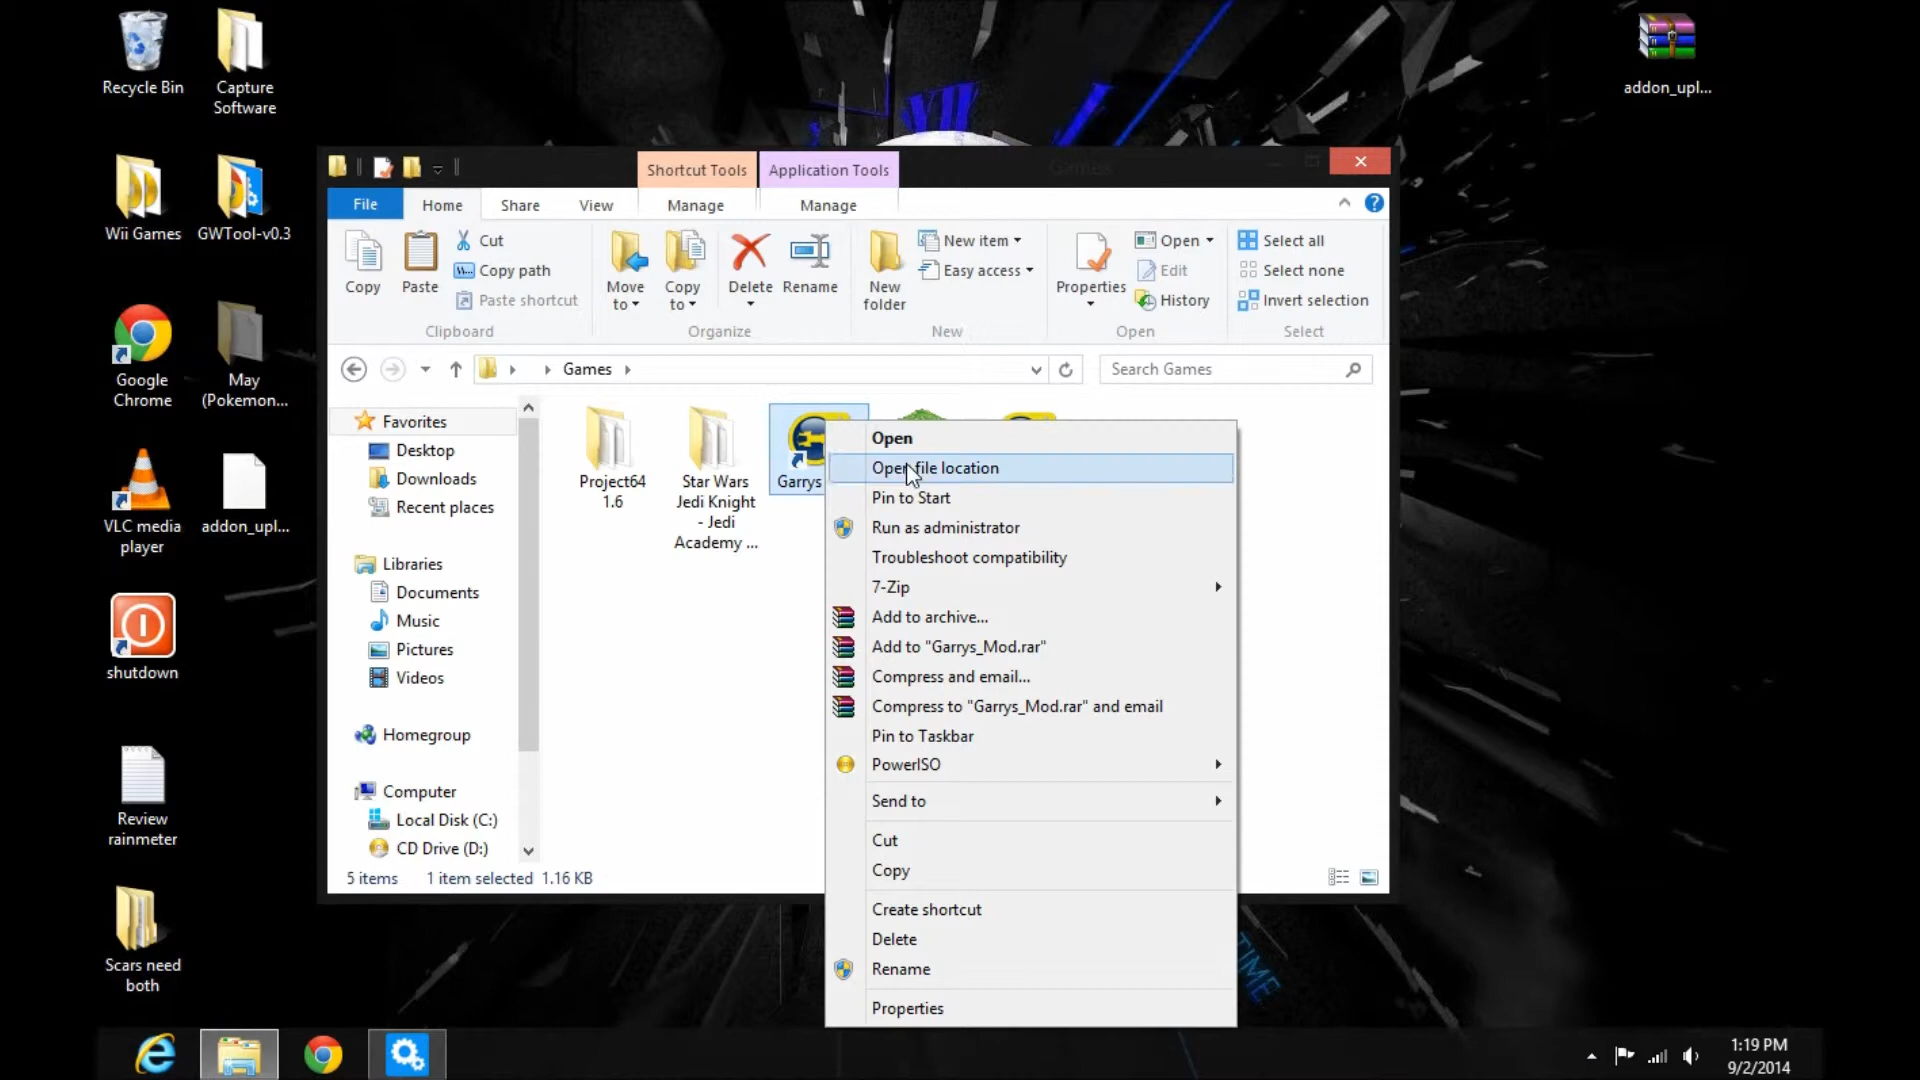 Recycle Bin
Capture
Software
addon_upl...
Wii Games
GWTool-v0.3
Google
Chrome
May
(Pokemon...
VLC media
player
addon_upl...
shutdown
Review
rainmeter
Scars need
both
Shortcut Tools
Application Tools
Games
File
Home
Share
View
Manage
Manage
Copy
Paste
Cut
Copy path
Paste shortcut
Clipboard
Move
to
Copy
to
Delete
Rename
Organize
New
folder
New item
Easy access
New
Properties
Open
Edit
History
Open
Select all
Select none
Invert selection
Select
Games
Search Games
Favorites
Desktop
Downloads
Recent places
Libraries
Documents
Music
Pictures
Videos
Homegroup
Computer
Local Disk (C:)
CD Drive (D:)
Project64
1.6
Star Wars
Jedi Knight
- Jedi
Academy ...
Garrys
Open
Open file location
Pin to Start
Run as administrator
Troubleshoot compatibility
7-Zip
Add to archive...
Add to "Garrys_Mod.rar"
Compress and email...
Compress to "Garrys_Mod.rar" and email
Pin to Taskbar
PowerISO
Send to
Cut
Copy
Create shortcut
Delete
Rename
Properties
5 items
1 item selected 1.16 KB
TIME
1:19 PM
9/2/2014